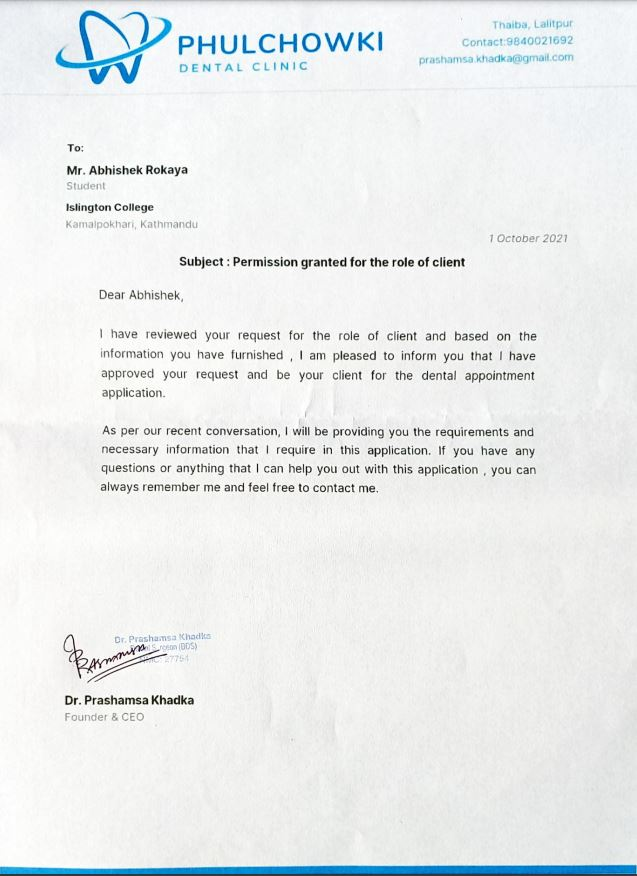 PHULCHOWKI
DENTAL CLINIC
Thaiba, Lalitpur
Contact:9840021692
prashamsa.khadka@gmail.com
To:
Mr. Abhishek Rokaya
Student
Islington College
Kamalpokhari, Kathmandu
1 October 2021
Subject : Permission granted for the role of client
Dear Abhishek,
I have reviewed your request for the role of client and based on the
information you have furnished , I am pleased to inform you that I have
approved your request and be your client for the dental appointment
application.
As per our recent conversation, I will be providing you the requirements and
necessary information that I require in this application. If you have any
questions or anything that I can help you out with this application , you can
always remember me and feel free to contact me.
Dr. Prashamsa Khadka
(BDS)
27754
Dr. Prashamsa Khadka
Founder & CEO